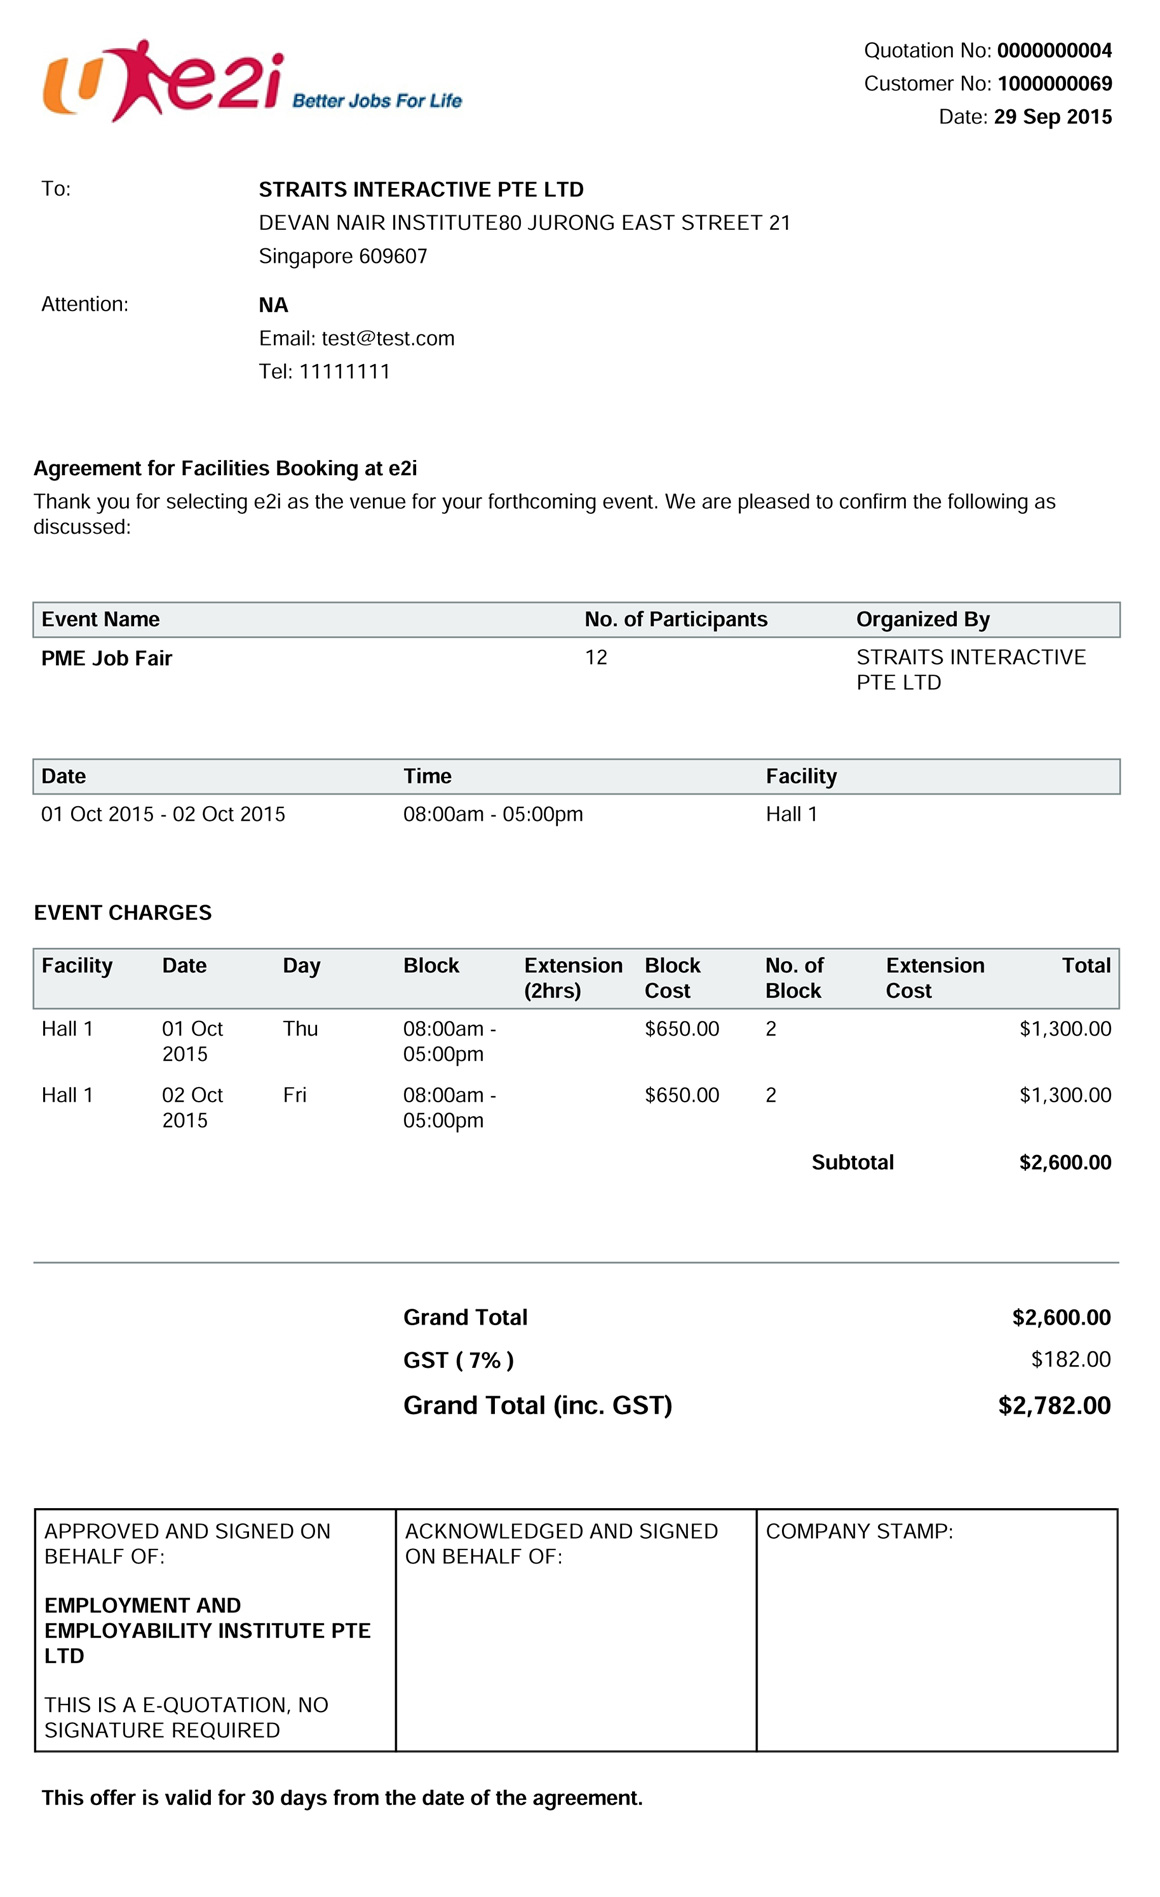 U e2i Better Jobs For Life
Quotation No: 0000000004
Customer No: 1000000069
Date: 29 Sep 2015
To:
STRAITS INTERACTIVE PTE LTD
DEVAN NAIR INSTITUTE80 JURONG EAST STREET 21
Singapore 609607
Attention:
NA
Email: test@test.com
Tel: 11111111
Agreement for Facilities Booking at e2i
Thank you for selecting e2i as the venue for your forthcoming event. We are pleased to confirm the following as
discussed:
Event Name No. of Participants Organized By
PME Job Fair 12 STRAITS INTERACTIVE
PTE LTD
Date Time Facility
01 Oct 2015 - 02 Oct 2015 08:00am - 05:00pm Hall 1
EVENT CHARGES
Facility Date Day Block Extension Block No. of Extension Total
(2hrs) Cost Block Cost
Hall 1 01 Oct Thu 08:00am - $650.00 2 $1,300.00
2015 05:00pm
Hall 1 02 Oct Fri 08:00am - $650.00 2 $1,300.00
2015 05:00pm
Subtotal $2,600.00
Grand Total $2,600.00
GST ( 7% ) $182.00
Grand Total (inc. GST) $2,782.00
APPROVED AND SIGNED ON
BEHALF OF:
EMPLOYMENT AND
EMPLOYABILITY INSTITUTE PTE
LTD
THIS IS A E-QUOTATION, NO
SIGNATURE REQUIRED
ACKNOWLEDGED AND SIGNED
ON BEHALF OF:
COMPANY STAMP:
This offer is valid for 30 days from the date of the agreement.